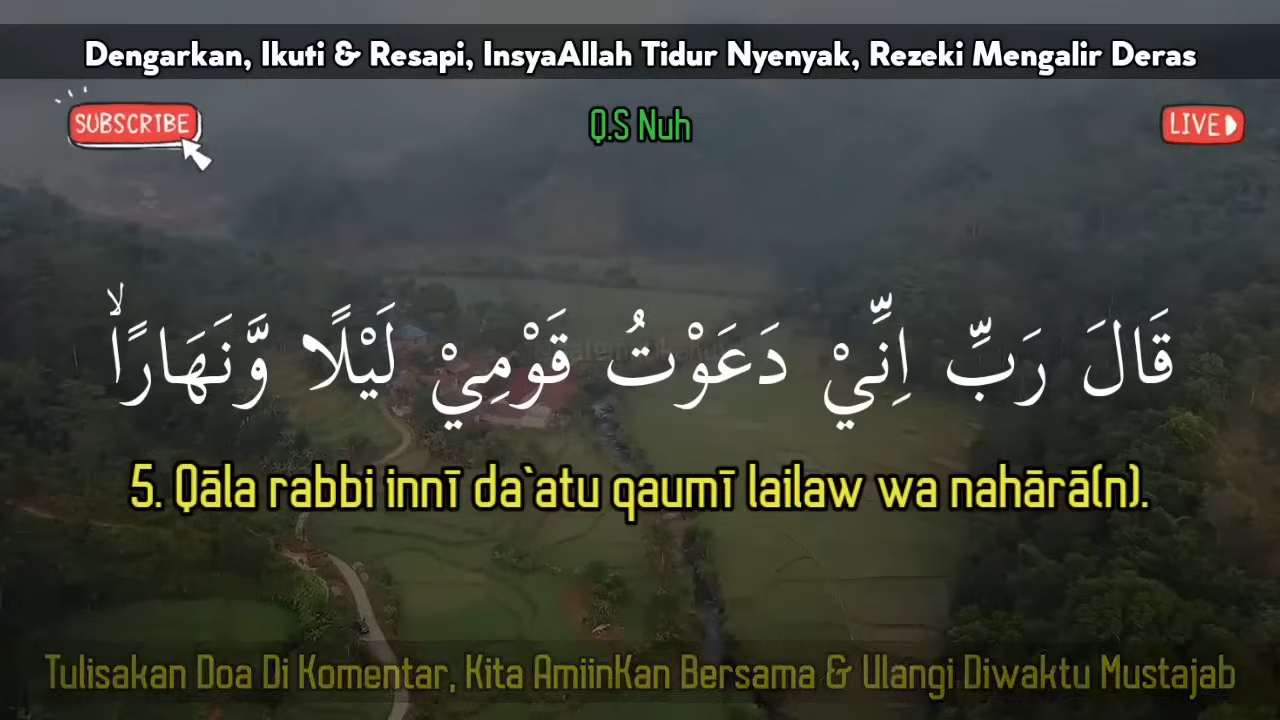 Dengarkan, Ikuti & Resapi, InsyaAllah Tidur Nyenyak, Rezeki Mengalir Deras
SUBSCRIBE
Q.S Nuh
LIVE
قَالَ رَبِّ اِنِّيْ دَعَوْتُ قَوْمِيْ لَيْلًا وَّنَهَارًاۙ
5. Qāla rabbi innī da`atu qaumī lailaw wa nahārā(n).
Tulisakan Doa Di Komentar, Kita AmiinKan Bersama & Ulangi Diwaktu Mustajab